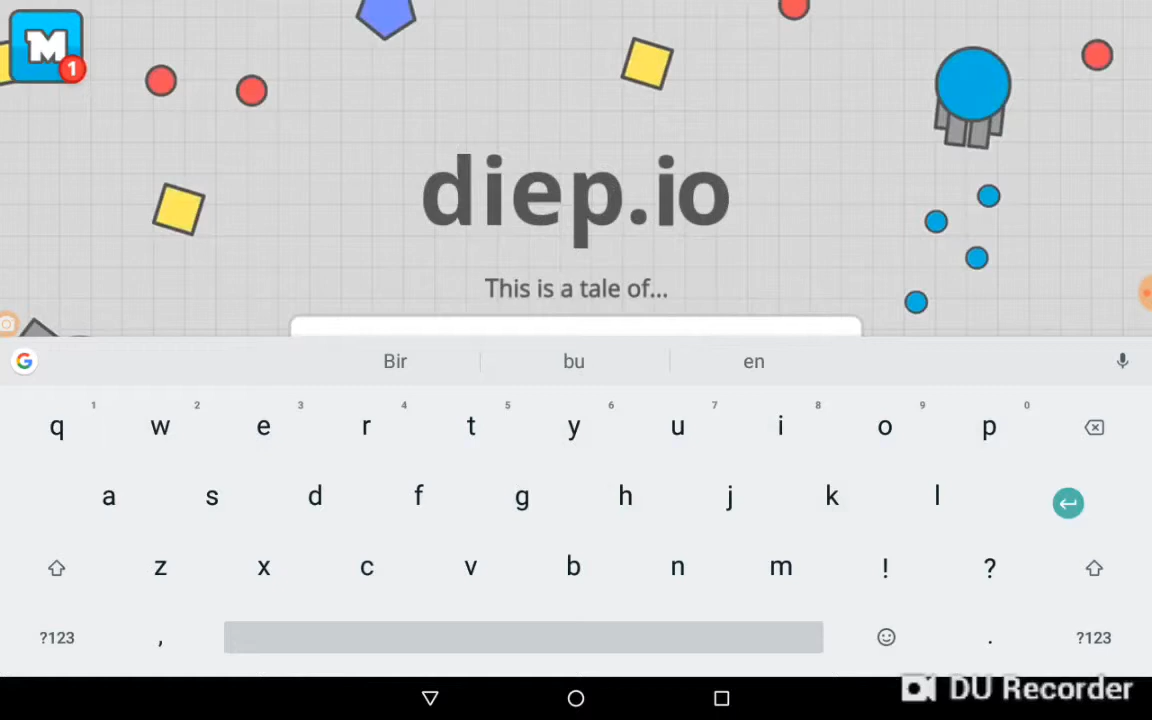 M
1
diep.io
This is a tale of...
G Bir bu en
1 2 3 4 5 6 7 8 9 0
q w e r t y u i o p
a s d f g h j k l
z x c v b n m ! ?
?123 , . ?123
DU Recorder